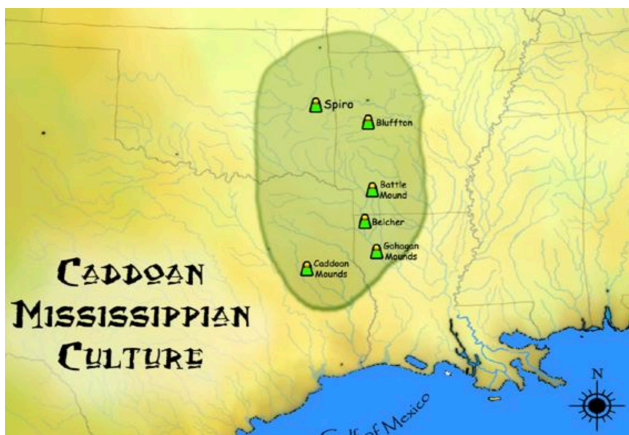 Spiro
Bluffton
Battle
Mound
Belcher
Gahagan
Mounds
Caddoan
Mounds
CADDOAN
MISSISSIPPIAN
CULTURE
N
Gulf of Mexico